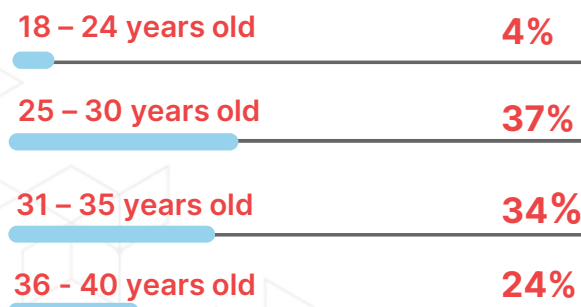 18 – 24 years old 4%
25 – 30 years old 37%
31 – 35 years old 34%
36 - 40 years old 24%